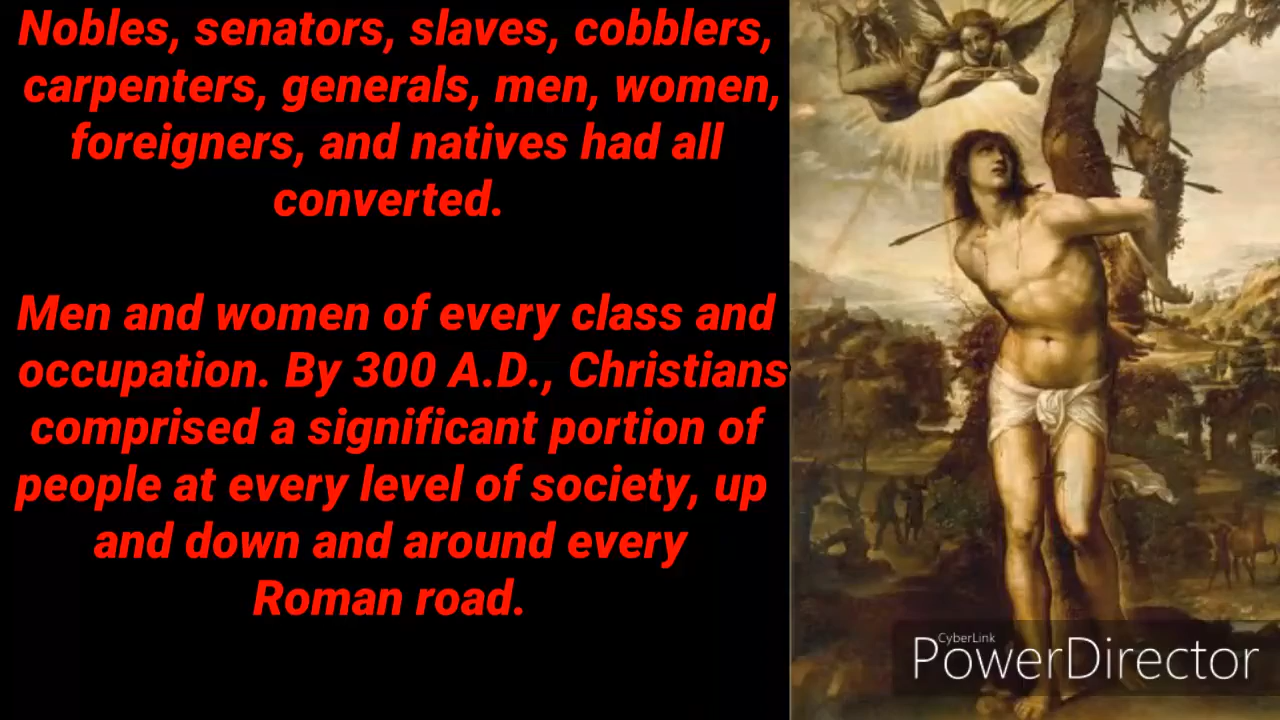 Nobles, senators, slaves, cobblers,
carpenters, generals, men, women,
foreigners, and natives had all
converted.
Men and women of every class and
occupation. By 300 A.D., Christians
comprised a significant portion of
people at every level of society, up
and down and around every
Roman road.
CyberLink
PowerDirector